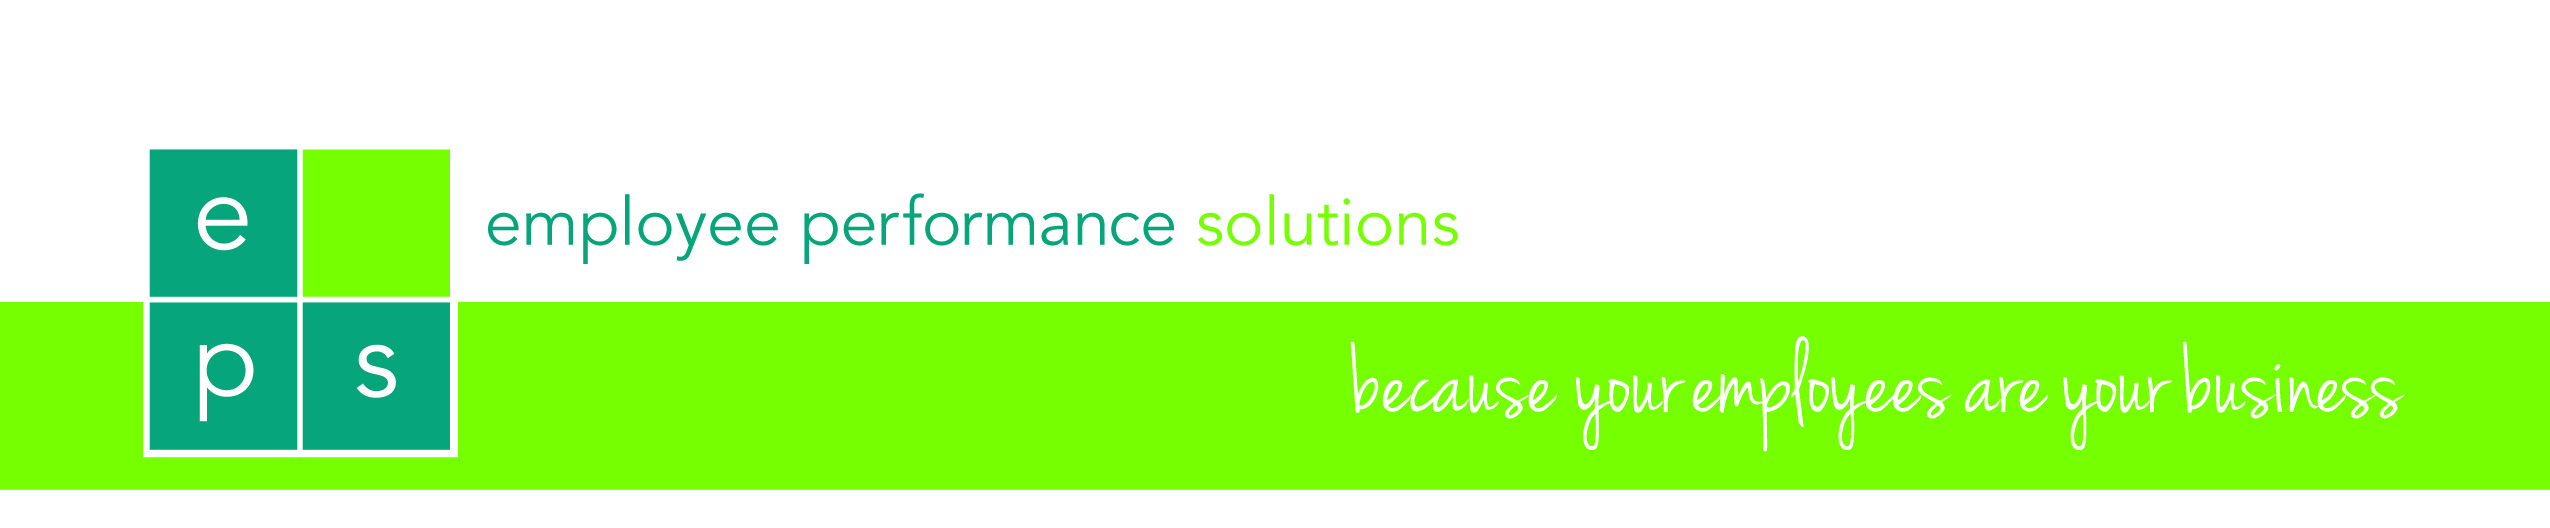 e
employee performance solutions
p s
because your employees are your business